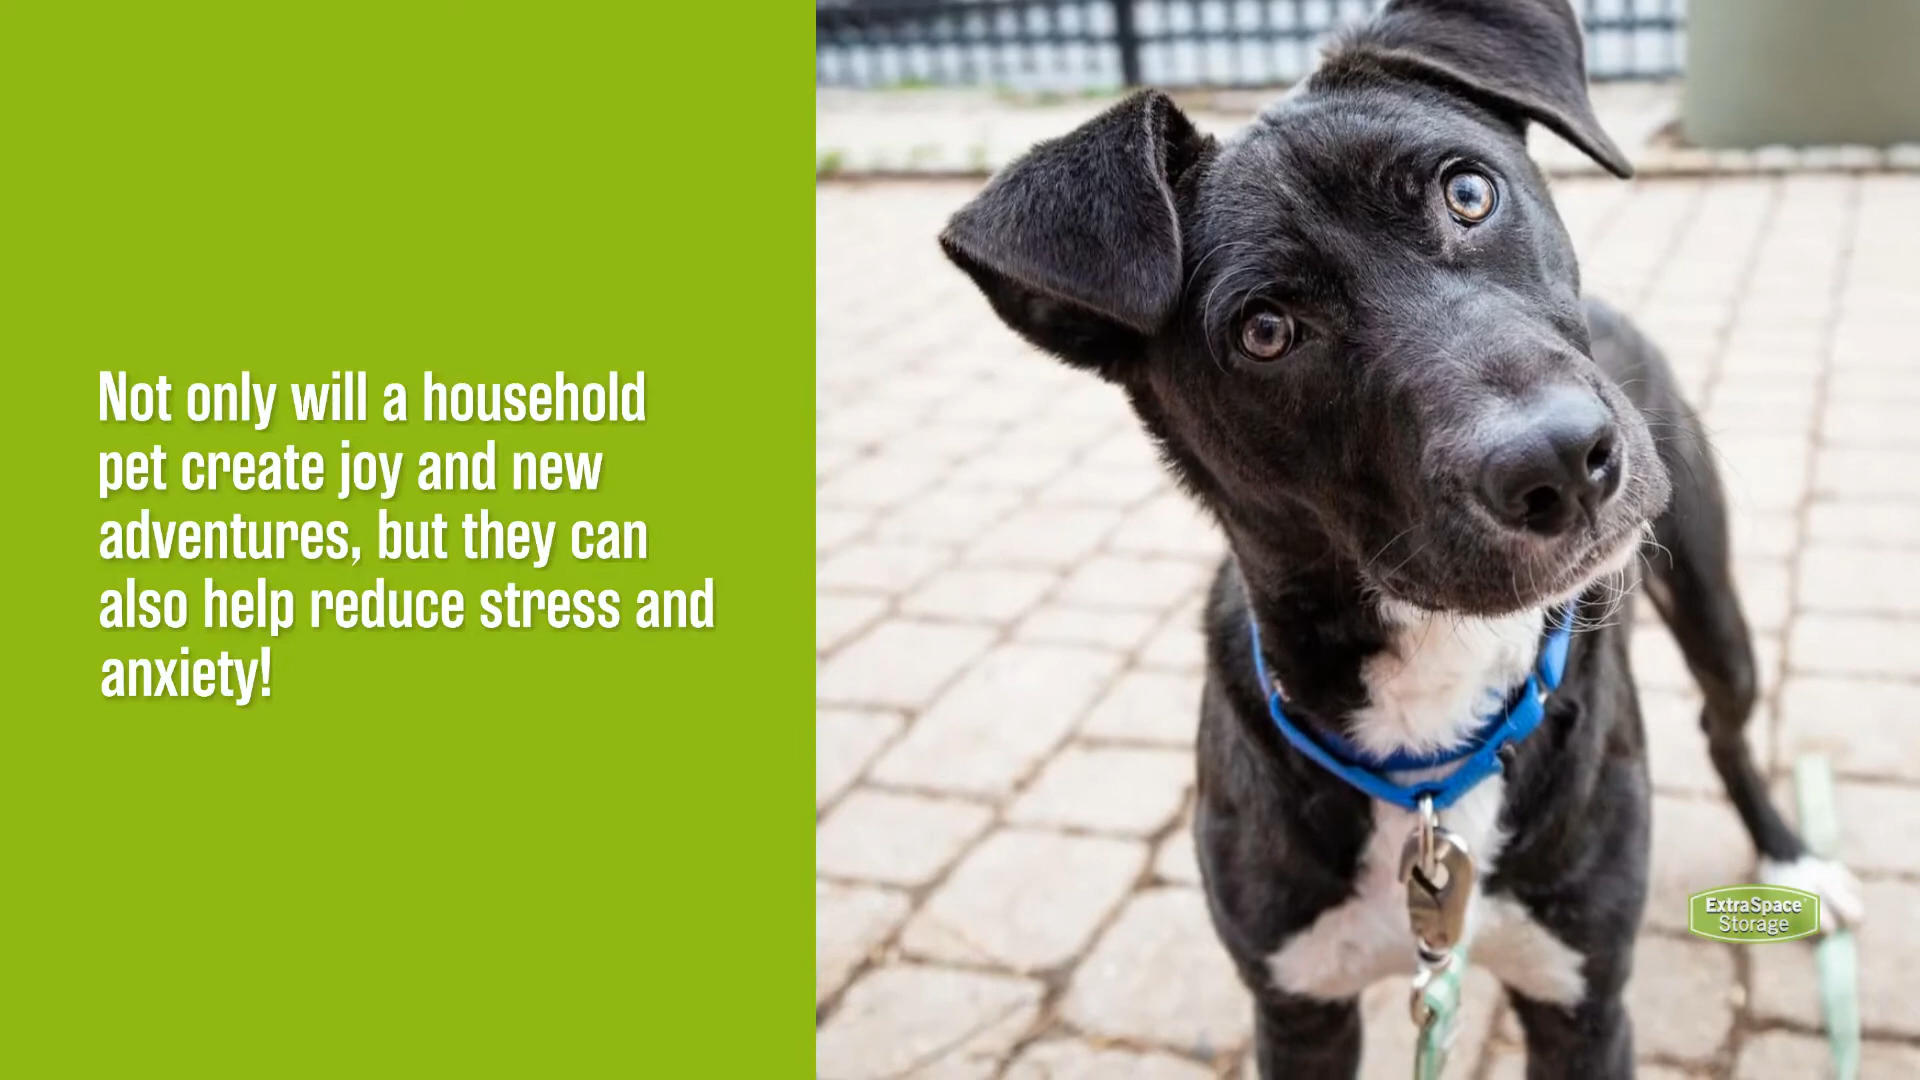 Not only will a household
pet create joy and new
adventures, but they can
also help reduce stress and
anxiety!
ExtraSpace
Storage